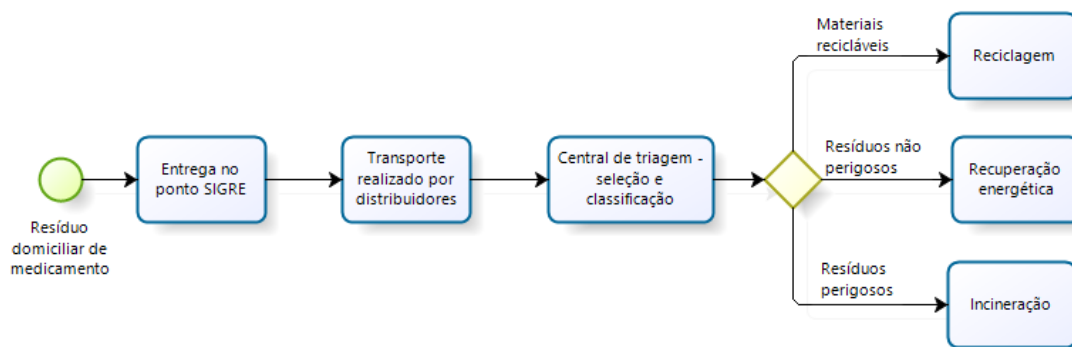 Resíduo
domiciliar de
medicamento
Entrega no
ponto SIGRE
Transporte
realizado por
distribuidores
Central de triagem -
seleção e
classificação
Materiais
recicláveis
Reciclagem
Resíduos não
perigosos
Recuperação
energética
Resíduos
perigosos
Incineração